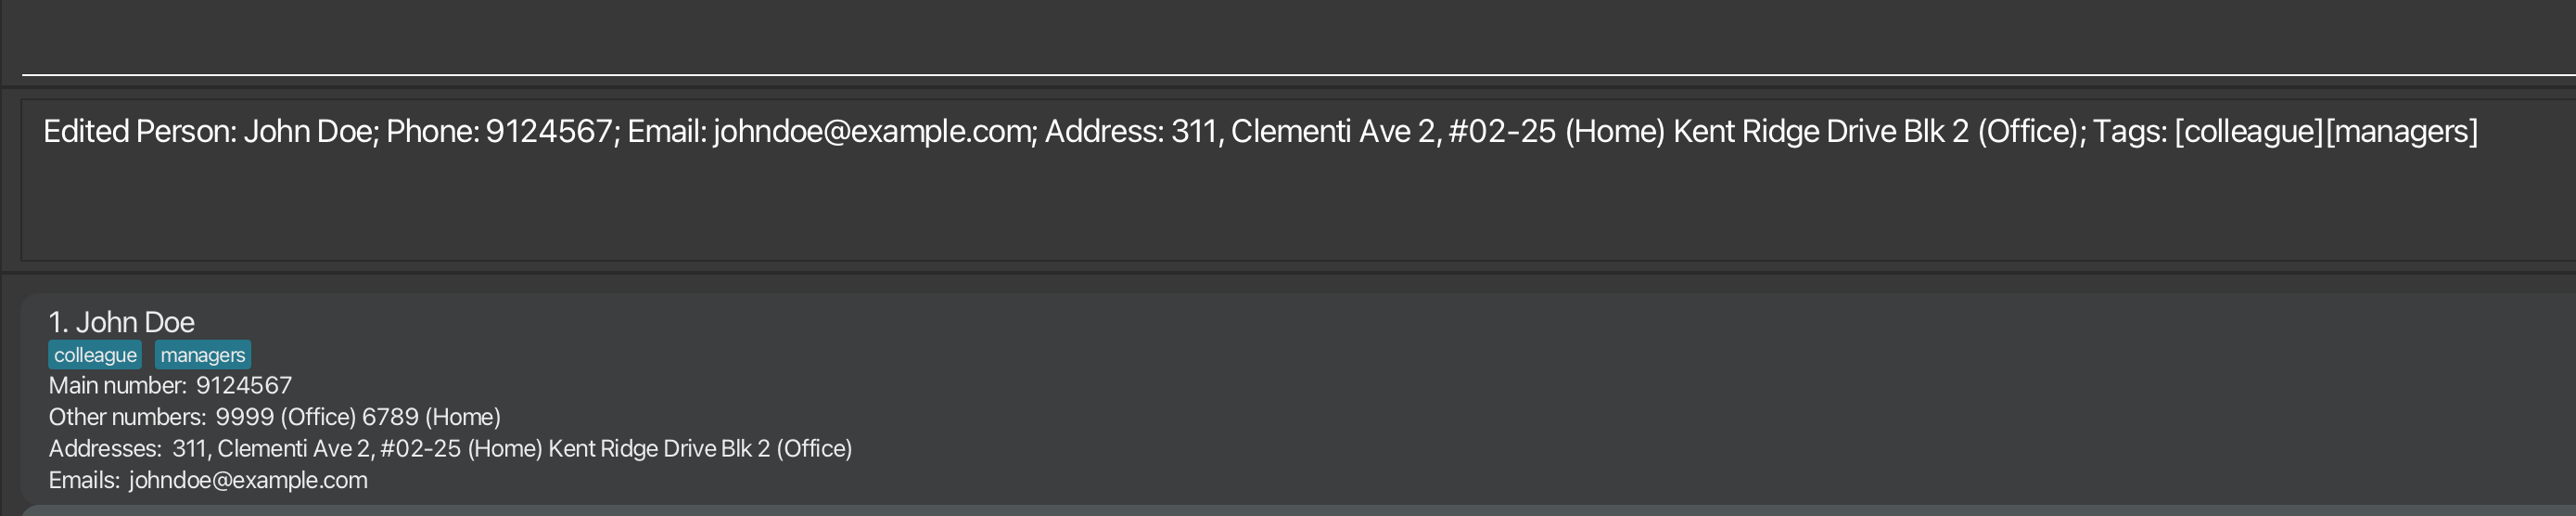 Edited Person: John Doe; Phone: 9124567; Email: johndoe@example.com; Address: 311, Clementi Ave 2, #02-25 (Home) Kent Ridge Drive Blk 2 (Office); Tags: [colleague][managers]
1. John Doe
colleague managers
Main number: 9124567
Other numbers: 9999 (Office) 6789 (Home)
Addresses: 311, Clementi Ave 2, #02-25 (Home) Kent Ridge Drive Blk 2 (Office)
Emails: johndoe@example.com